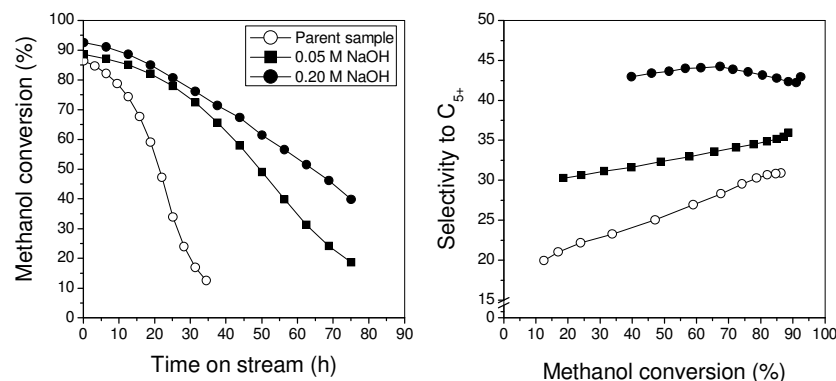 100
90
80
70
60
50
40
30
20
10
0
0 10 20 30 40 50 60 70 80 90
Methanol conversion (%)
Time on stream (h)
Parent sample
0.05 M NaOH
0.20 M NaOH
50
45
40
35
30
25
20
15
0
0 10 20 30 40 50 60 70 80 90 100
Selectivity to C5+
Methanol conversion (%)